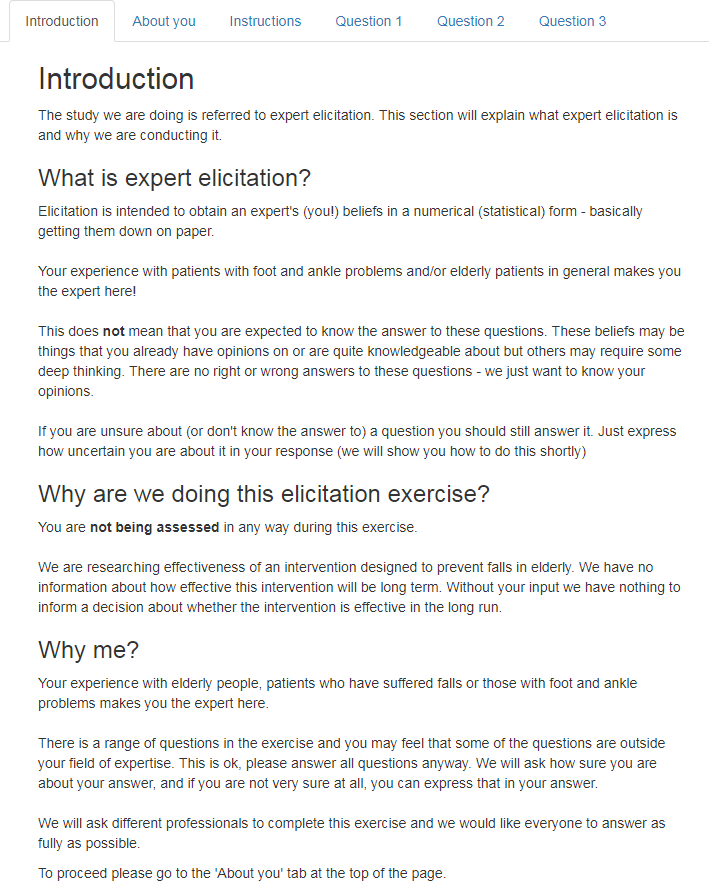 Introduction About you Instructions Question 1 Question 2 Question 3
Introduction
The study we are doing is referred to expert elicitation. This section will explain what expert elicitation is
and why we are conducting it.
What is expert elicitation?
Elicitation is intended to obtain an expert's (you!) beliefs in a numerical (statistical) form - basically
getting them down on paper.
Your experience with patients with foot and ankle problems and/or elderly patients in general makes you
the expert here!
This does not mean that you are expected to know the answer to these questions. These beliefs may be
things that you already have opinions on or are quite knowledgeable about but others may require some
deep thinking. There are no right or wrong answers to these questions - we just want to know your
opinions.
If you are unsure about (or don't know the answer to) a question you should still answer it. Just express
how uncertain you are about it in your response (we will show you how to do this shortly)
Why are we doing this elicitation exercise?
You are not being assessed in any way during this exercise.
We are researching effectiveness of an intervention designed to prevent falls in elderly. We have no
information about how effective this intervention will be long term. Without your input we have nothing to
inform a decision about whether the intervention is effective in the long run.
Why me?
Your experience with elderly people, patients who have suffered falls or those with foot and ankle
problems makes you the expert here.
There is a range of questions in the exercise and you may feel that some of the questions are outside
your field of expertise. This is ok, please answer all questions anyway. We will ask how sure you are
about your answer, and if you are not very sure at all, you can express that in your answer.
We will ask different professionals to complete this exercise and we would like everyone to answer as
fully as possible.
To proceed please go to the 'About you' tab at the top of the page.